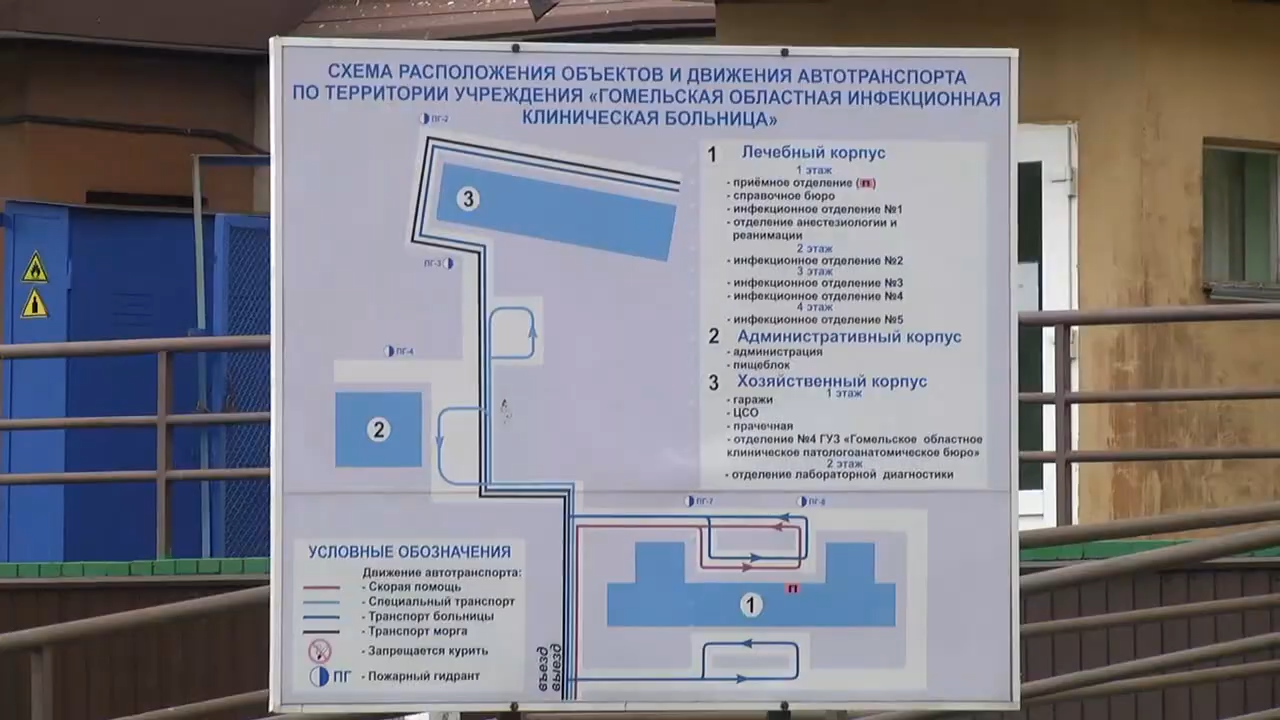 СХЕМА РАСПОЛОЖЕНИЯ ОБЪЕКТОВ И ДВИЖЕНИЯ АВТОТРАНСПОРТА
ПО ТЕРРИТОРИИ УЧРЕЖДЕНИЯ «ГОМЕЛЬСКАЯ ОБЛАСТНАЯ ИНФЕКЦИОННАЯ
КЛИНИЧЕСКАЯ БОЛЬНИЦА»
ПГ-2
3
ПГ-3
ПГ-4
2
1 Лечебный корпус
1 этаж
- приёмное отделение (П)
- справочное бюро
- инфекционное отделение №1
- отделение анестезиологии и
реанимации
2 этаж
- инфекционное отделение №2
3 этаж
- инфекционное отделение №3
- инфекционное отделение №4
4 этаж
- инфекционное отделение №5
2 Административный корпус
- администрация
- пищеблок
3 Хозяйственный корпус
1 этаж
- гаражи
- ЦСО
- прачечная
- отделение №4 ГУЗ «Гомельское областное
клиническое патологоанатомическое бюро»
2 этаж
- отделение лабораторной диагностики
ПГ-7
П
1
УСЛОВНЫЕ ОБОЗНАЧЕНИЯ
Движение автотранспорта:
- Скорая помощь
- Специальный транспорт
- Транспорт больницы
- Транспорт морга
- Запрещается курить
ПГ - Пожарный гидрант
въезд
выезд